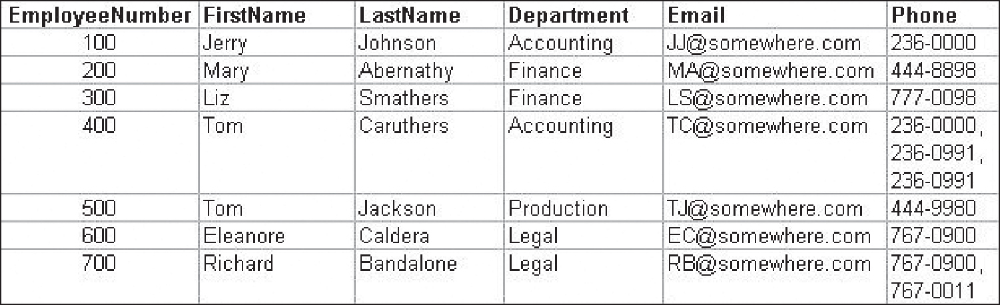 EmployeeNumber FirstName LastName Department Email Phone
100 Jerry Johnson Accounting JJ@somewhere.com 236-0000
200 Mary Abernathy Finance MA@somewhere.com 444-8898
300 Liz Smathers Finance LS@somewhere.com 777-0098
400 Tom Caruthers Accounting TC@somewhere.com 236-0000,
236-0991,
236-0991
500 Tom Jackson Production TJ@somewhere.com 444-9980
600 Eleanore Caldera Legal EC@somewhere.com 767-0900
700 Richard Bandalone Legal RB@somewhere.com 767-0900,
767-0011